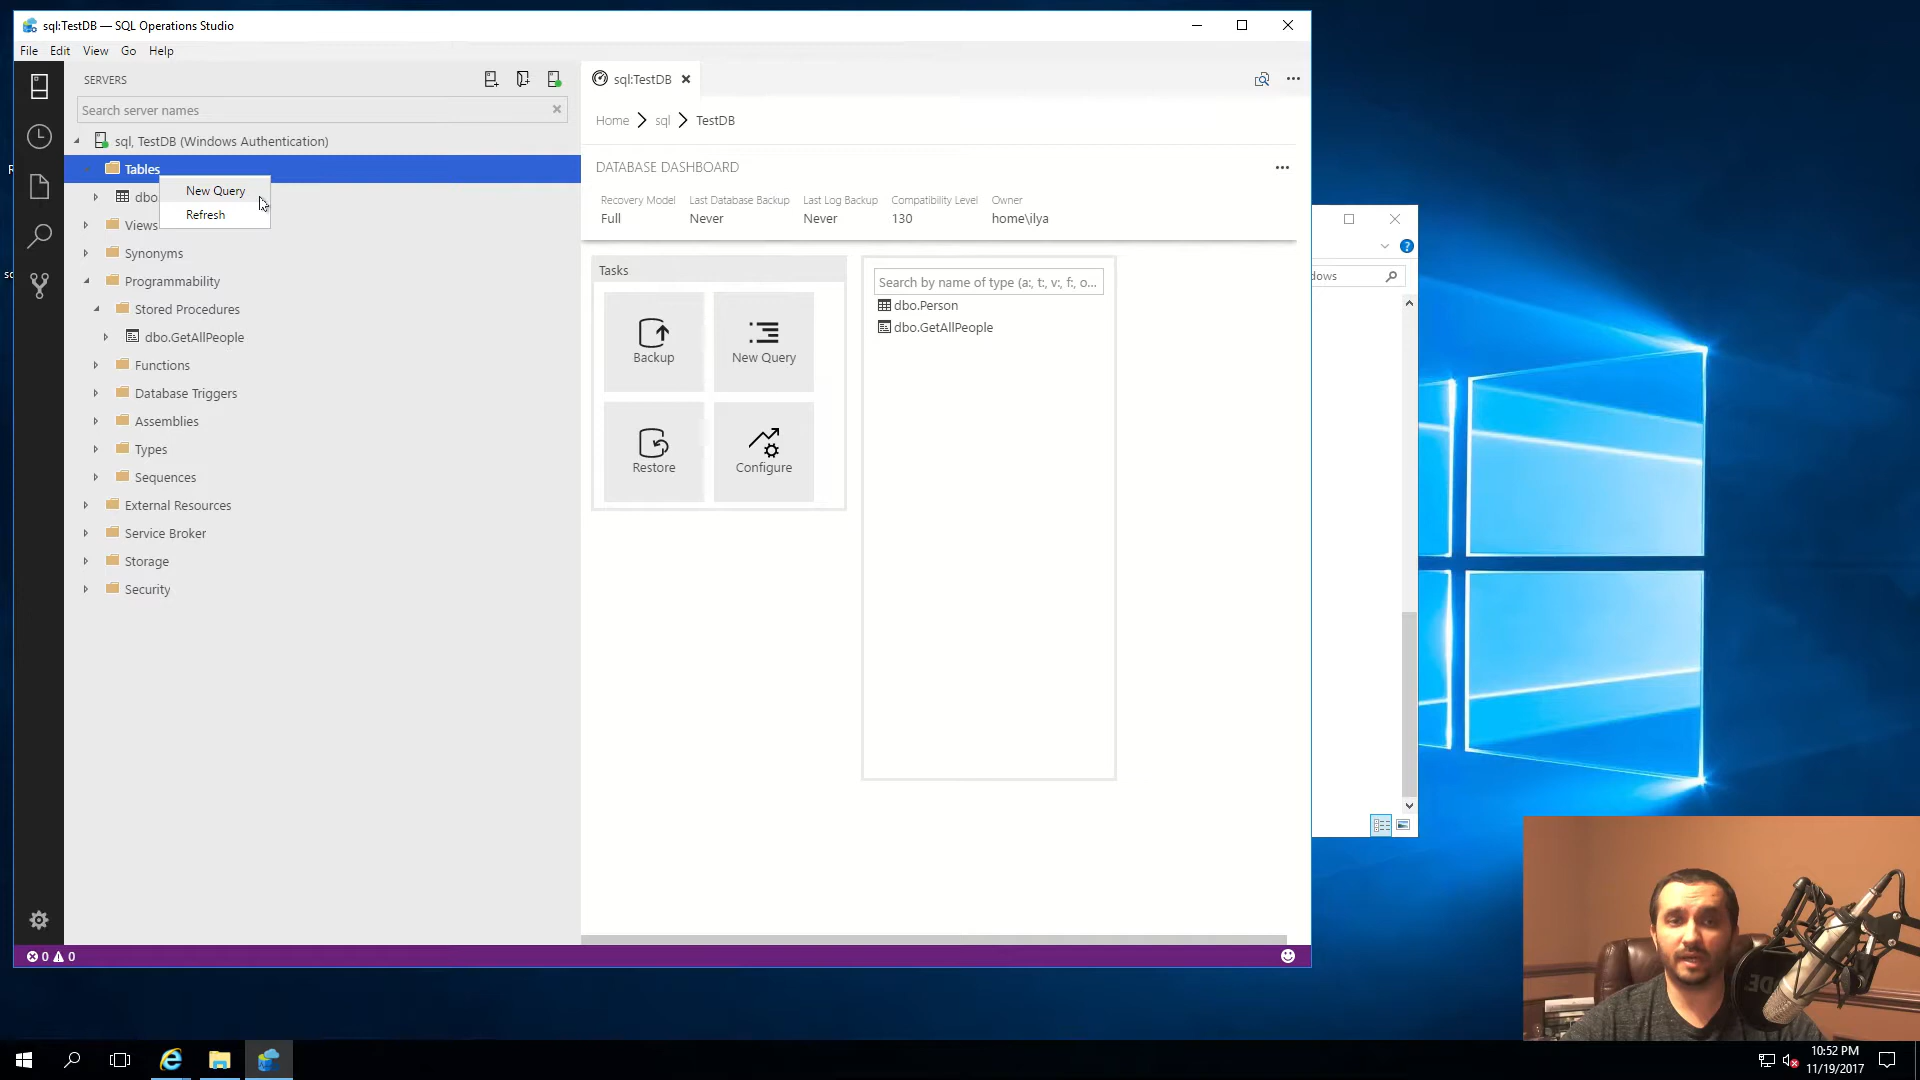 sql:TestDB — SQL Operations Studio
File Edit View Go Help
SERVERS
Search server names
sql, TestDB (Windows Authentication)
Tables
dbo
New Query
Refresh
Views
Synonyms
Programmability
Stored Procedures
dbo.GetAllPeople
Functions
Database Triggers
Assemblies
Types
Sequences
External Resources
Service Broker
Storage
Security
sql:TestDB
Home sql TestDB
DATABASE DASHBOARD
Recovery Model Last Database Backup Last Log Backup Compatibility Level Owner
Full Never Never 130 home\ilya
Tasks
Backup New Query
Restore Configure
Search by name of type (a:, t:, v:, f:, o...
dbo.Person
dbo.GetAllPeople
dows
0 0
10:52 PM
11/19/2017